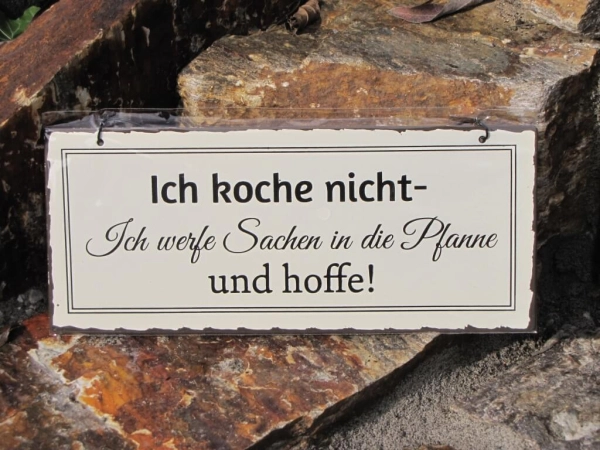 Ich koche nicht-
Ich werfe Sachen in die Pfanne
und hoffe!